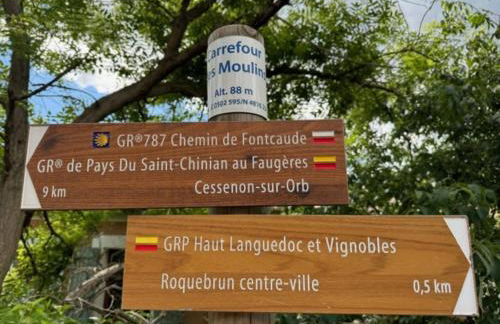 Carrefour
des Moulins
Alt. 88 m
GR®787 Chemin de Fontcaude
GR® de Pays Du Saint-Chinian au Faugères
9 km Cessenon-sur-Orb
GRP Haut Languedoc et Vignobles
Roquebrun centre-ville 0,5 km